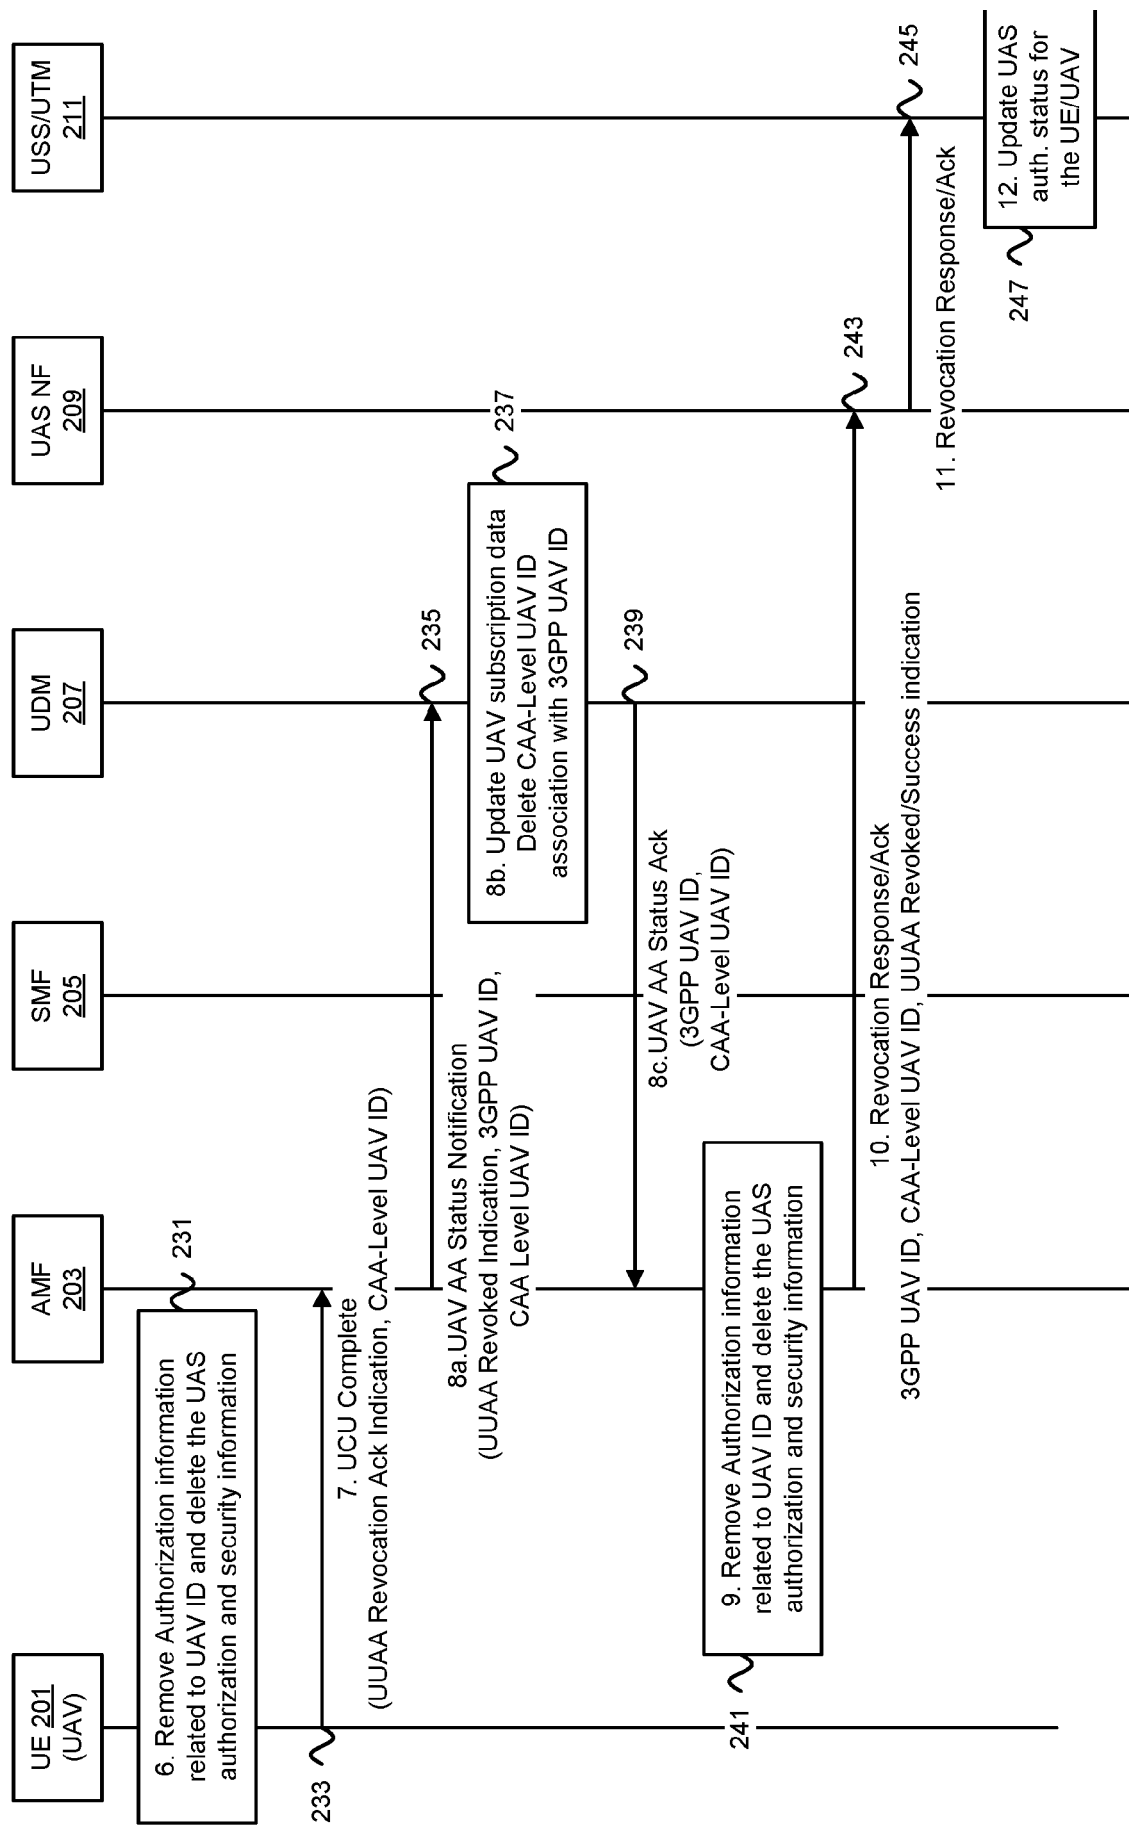 UE 201
(UAV)
AMF
203
SMF
205
UDM
207
UAS NF
209
USS/UTM
211
6. Remove Authorization information
related to UAV ID and delete the UAS
authorization and security information
231
233
7. UCU Complete
(UUAA Revocation Ack Indication, CAA-Level UAV ID)
235
8a.UAV AA Status Notification
(UUAA Revoked Indication, 3GPP UAV ID,
CAA Level UAV ID)
8b. Update UAV subscription data
Delete CAA-Level UAV ID
association with 3GPP UAV ID
237
239
8c.UAV AA Status Ack
(3GPP UAV ID,
CAA-Level UAV ID)
9. Remove Authorization information
related to UAV ID and delete the UAS
authorization and security information
241
243
10. Revocation Response/Ack
3GPP UAV ID, CAA-Level UAV ID, UUAA Revoked/Success indication
245
11. Revocation Response/Ack
12. Update UAS
auth. status for
the UE/UAV
247